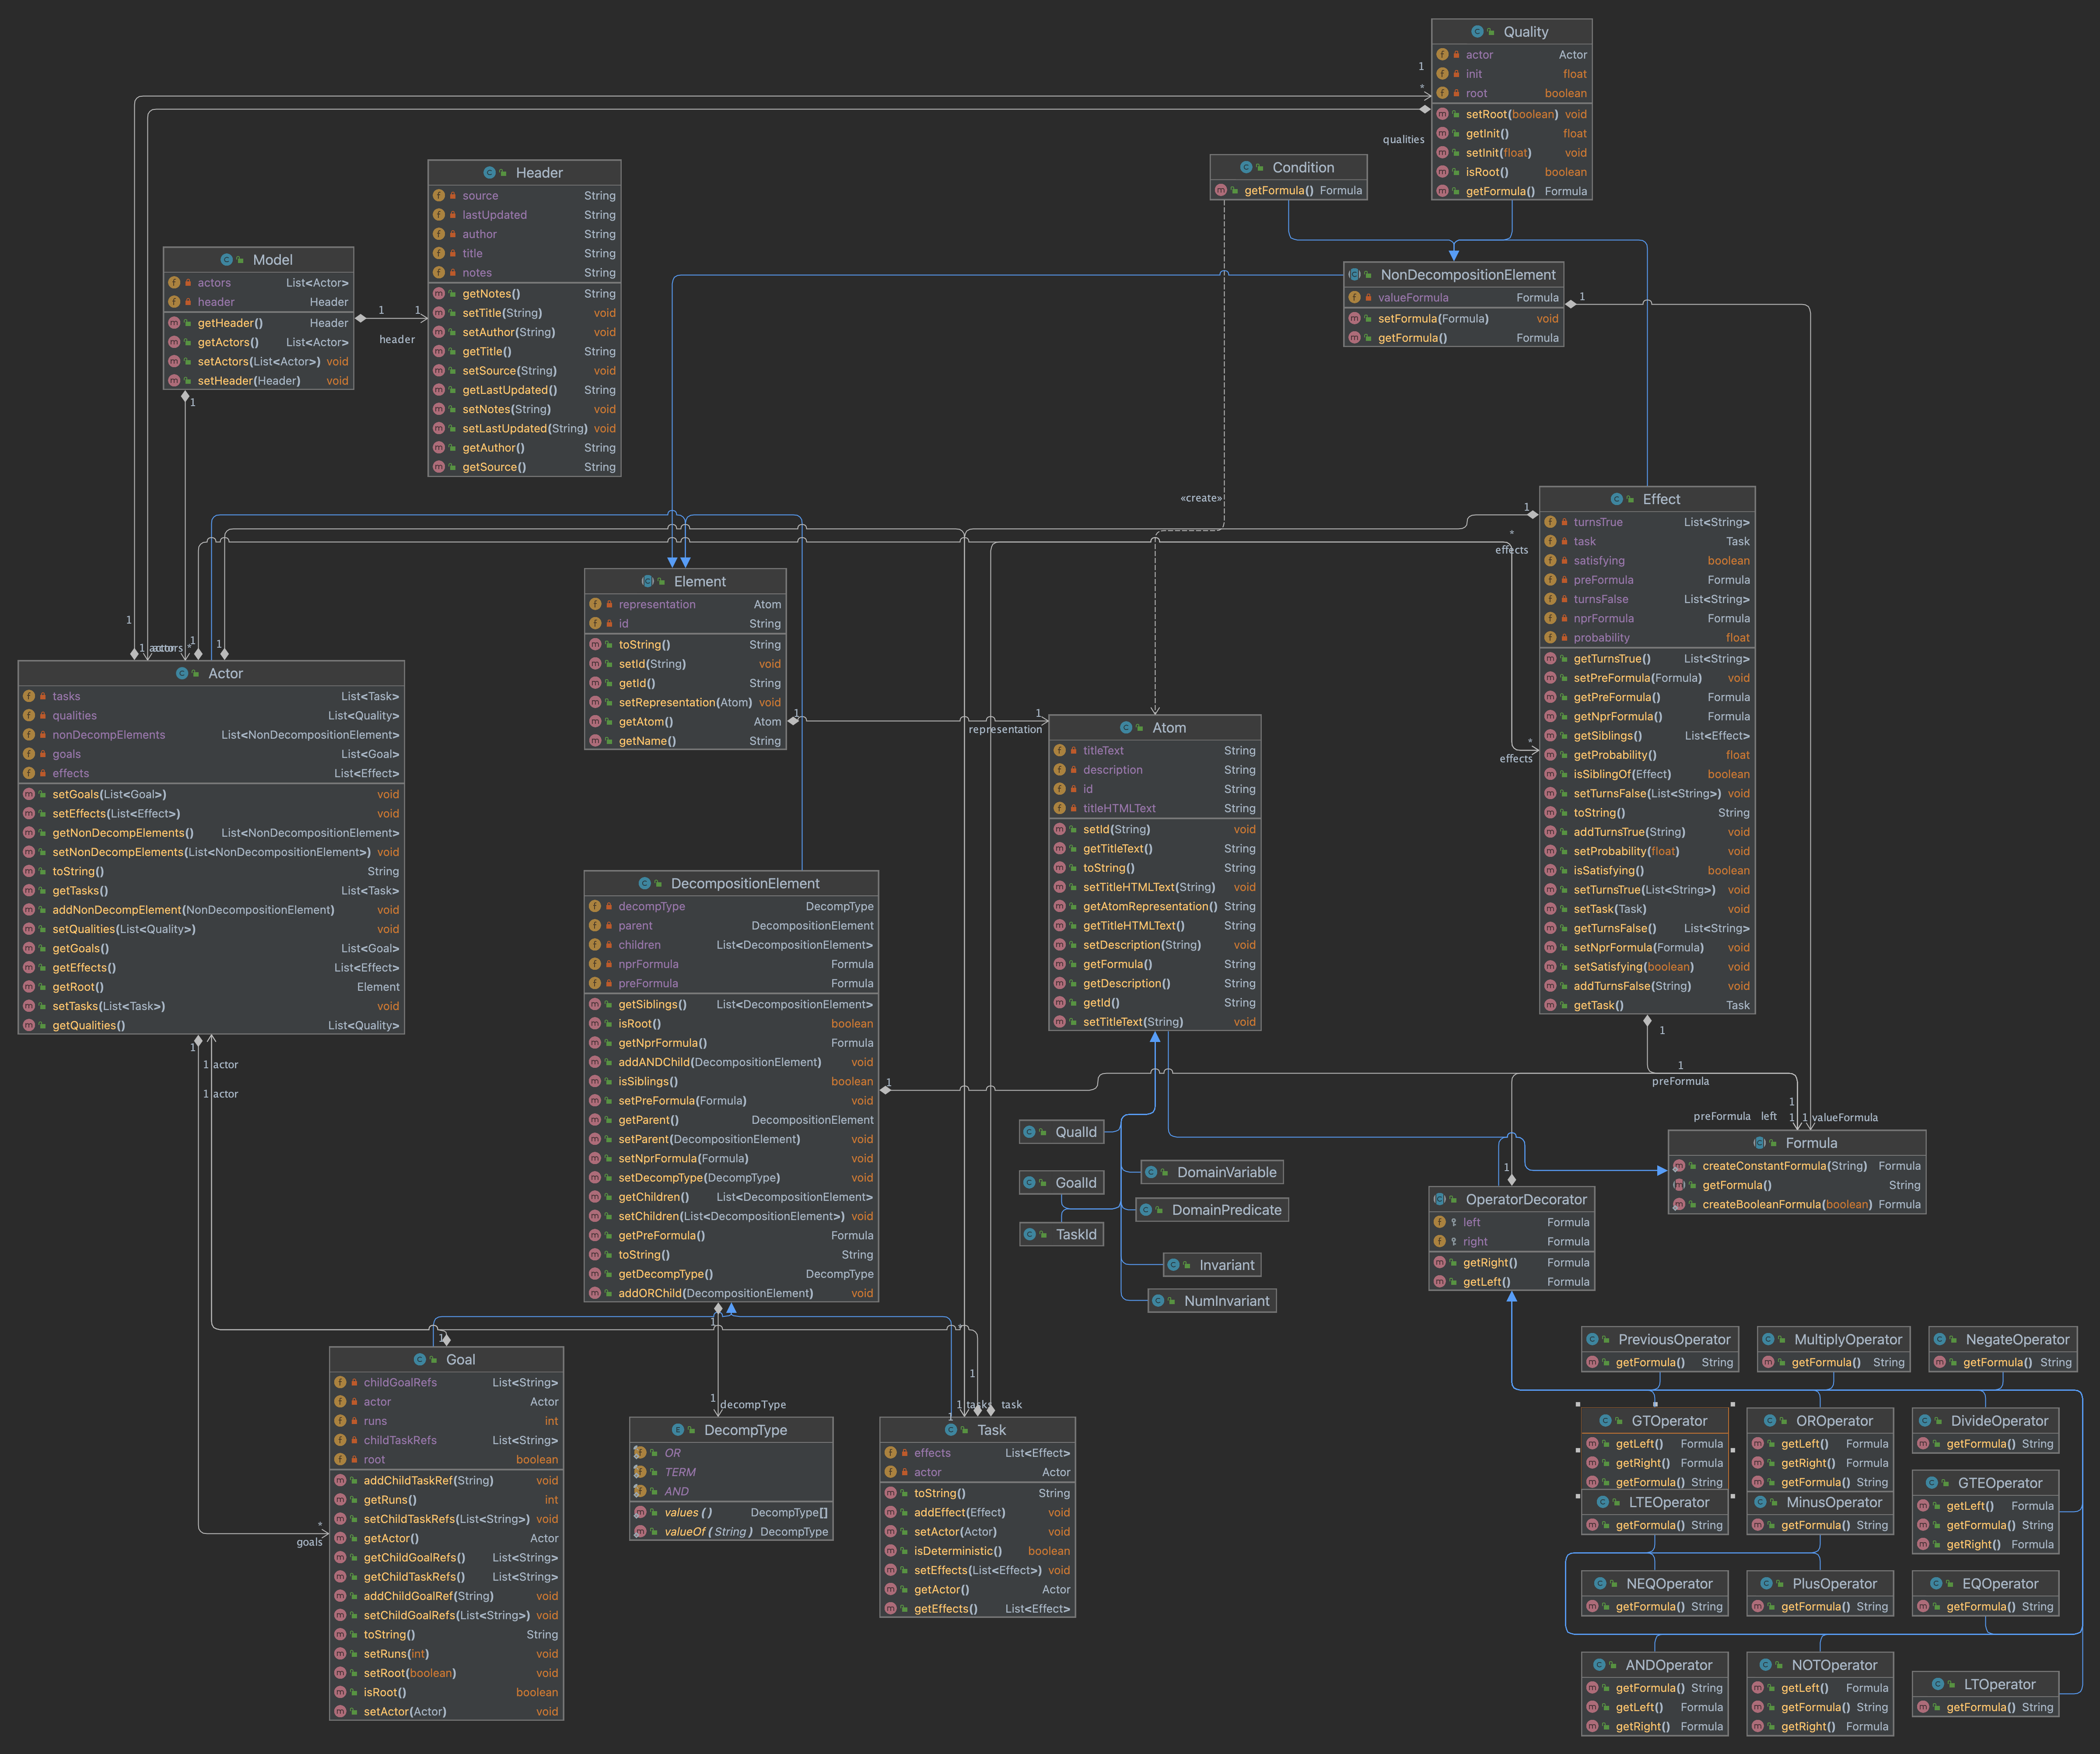 Quality
actor Actor
init float
root boolean
setRoot(boolean) void
getInit() float
setInit(float) void
isRoot() boolean
getFormula() Formula
1
*
qualities
Condition
getFormula() Formula
Header
source String
lastUpdated String
author String
title String
notes String
getNotes() String
setTitle(String) void
setAuthor(String) void
getTitle() String
setSource(String) void
getLastUpdated() String
setNotes(String) void
setLastUpdated(String) void
getAuthor() String
getSource() String
Model
actors List<Actor>
header Header
getHeader() Header
getActors() List<Actor>
setActors(List<Actor>) void
setHeader(Header) void
1
1
header
1
NonDecompositionElement
valueFormula Formula
setFormula(Formula) void
getFormula() Formula
1
«create»
Effect
turnsTrue List<String>
task Task
satisfying boolean
preFormula Formula
turnsFalse List<String>
nprFormula Formula
probability float
getTurnsTrue() List<String>
setPreFormula(Formula) void
getPreFormula() Formula
getNprFormula() Formula
getSiblings() List<Effect>
getProbability() float
isSiblingOf(Effect) boolean
setTurnsFalse(List<String>) void
toString() String
addTurnsTrue(String) void
setProbability(float) void
isSatisfying() boolean
setTurnsTrue(List<String>) void
setTask(Task) void
getTurnsFalse() List<String>
setNprFormula(Formula) void
setSatisfying(boolean) void
addTurnsFalse(String) void
getTask() Task
1
*
effects
*
effects
1
Element
representation Atom
id String
toString() String
setId(String) void
getId() String
setRepresentation(Atom) void
getAtom() Atom
getName() String
1
1
representation
1
1
actors
*
1
1
Actor
tasks List<Task>
qualities List<Quality>
nonDecompElements List<NonDecompositionElement>
goals List<Goal>
effects List<Effect>
setGoals(List<Goal>) void
setEffects(List<Effect>) void
getNonDecompElements() List<NonDecompositionElement>
setNonDecompElements(List<NonDecompositionElement>) void
toString() String
getTasks() List<Task>
addNonDecompElement(NonDecompositionElement) void
setQualities(List<Quality>) void
getGoals() List<Goal>
getEffects() List<Effect>
getRoot() Element
setTasks(List<Task>) void
getQualities() List<Quality>
1
1 actor
1 actor
Atom
titleText String
description String
id String
titleHTMLText String
setId(String) void
getTitleText() String
toString() String
setTitleHTMLText(String) void
getAtomRepresentation() String
getTitleHTMLText() String
setDescription(String) void
getFormula() String
getDescription() String
getId() String
setTitleText(String) void
DecompositionElement
decompType DecompType
parent DecompositionElement
children List<DecompositionElement>
nprFormula Formula
preFormula Formula
getSiblings() List<DecompositionElement>
isRoot() boolean
getNprFormula() Formula
addANDChild(DecompositionElement) void
isSiblings() boolean
setPreFormula(Formula) void
getParent() DecompositionElement
setParent(DecompositionElement) void
setNprFormula(Formula) void
setDecompType(DecompType) void
getChildren() List<DecompositionElement>
setChildren(List<DecompositionElement>) void
getPreFormula() Formula
toString() String
getDecompType() DecompType
addORChild(DecompositionElement) void
1
1
preFormula
1
preFormula left
1 1 valueFormula
QualId
GoalId
TaskId
DomainVariable
DomainPredicate
Invariant
NumInvariant
Formula
createConstantFormula(String) Formula
getFormula() String
createBooleanFormula(boolean) Formula
1
OperatorDecorator
left Formula
right Formula
getRight() Formula
getLeft() Formula
1
1
*
Goal
childGoalRefs List<String>
actor Actor
runs int
childTaskRefs List<String>
root boolean
addChildTaskRef(String) void
getRuns() int
setChildTaskRefs(List<String>) void
getActor() Actor
getChildGoalRefs() List<String>
getChildTaskRefs() List<String>
addChildGoalRef(String) void
setChildGoalRefs(List<String>) void
toString() String
setRuns(int) void
setRoot(boolean) void
isRoot() boolean
setActor(Actor) void
*
goals
1
decompType
DecompType
OR
TERM
AND
values() DecompType[]
valueOf(String) DecompType
1
1 tasks task
1
Task
effects List<Effect>
actor Actor
toString() String
addEffect(Effect) void
setActor(Actor) void
isDeterministic() boolean
setEffects(List<Effect>) void
getActor() Actor
getEffects() List<Effect>
PreviousOperator
getFormula() String
MultiplyOperator
getFormula() String
NegateOperator
getFormula() String
GTOperator
getLeft() Formula
getRight() Formula
getFormula() String
OROperator
getLeft() Formula
getRight() Formula
getFormula() String
DivideOperator
getFormula() String
LTEOperator
getFormula() String
MinusOperator
getFormula() String
GTEOperator
getLeft() Formula
getFormula() String
getRight() Formula
NEQOperator
getFormula() String
PlusOperator
getFormula() String
EQOperator
getFormula() String
ANDOperator
getFormula() String
getLeft() Formula
getRight() Formula
NOTOperator
getLeft() Formula
getFormula() String
getRight() Formula
LTOperator
getFormula() String